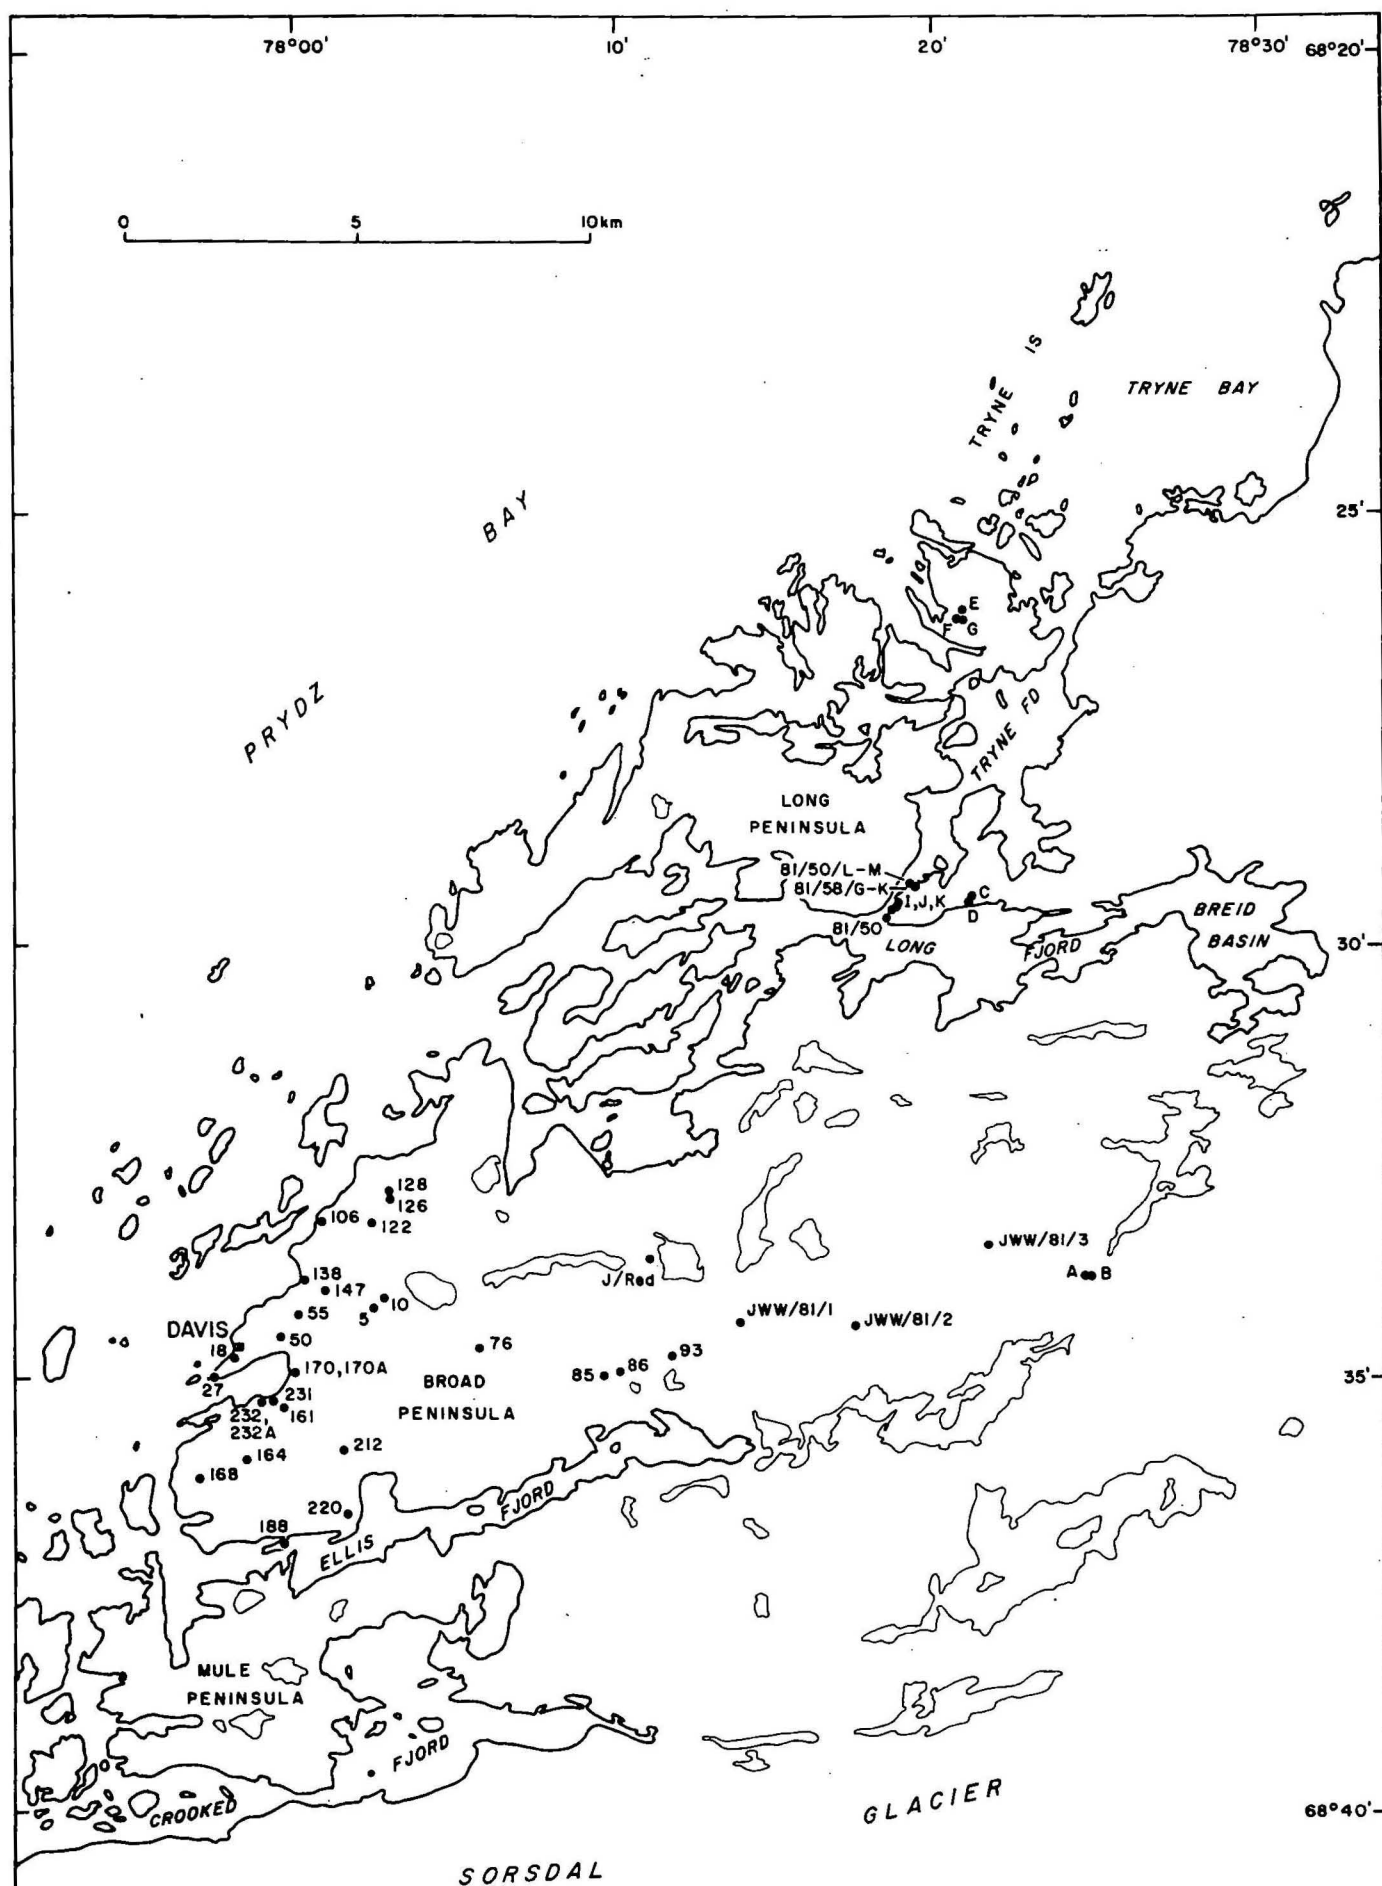 78°00'
10'
20'
78°30'
68°20'
0
5
10km
TRYNE IS
TRYNE BAY
25'
PRYDZ BAY
E
F
G
TRYNE FD
LONG
PENINSULA
81/50/L-M
81/58/G-K
I,J,K
81/50
C
D
LONG FJORD
BREID
BASIN
30'
128
126
106
122
JWW/81/3
A
B
J/Red
138
147
10
5
55
JWW/81/1
JWW/81/2
DAVIS
50
18
76
93
27
170,170A
85
86
35'
BROAD
PENINSULA
231
232,
232A
161
164
212
168
220
188
ELLIS FJORD
MULE
PENINSULA
CROOKED FJORD
68°40'
SORSDAL GLACIER